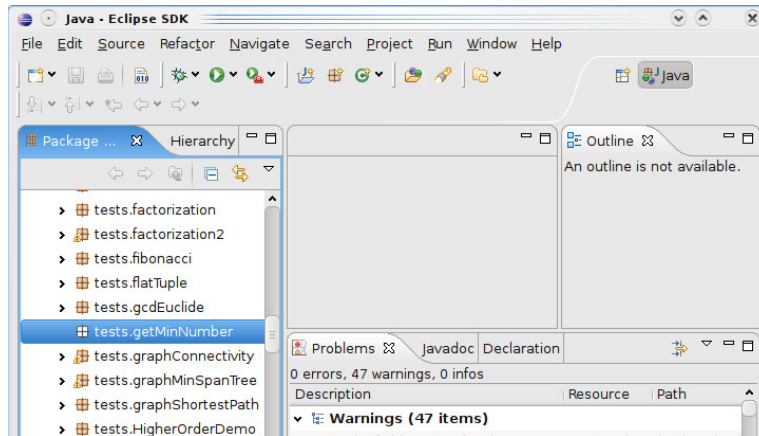 Java - Eclipse SDK
File Edit Source Refactor Navigate Search Project Run Window Help
Java
Package ... Hierarchy
Outline
An outline is not available.
tests.factorization
tests.factorization2
tests.fibonacci
tests.flatTuple
tests.gcdEuclide
tests.getMinNumber
tests.graphConnectivity
tests.graphMinSpanTree
tests.graphShortestPath
tests.HigherOrderDemo
Problems Javadoc Declaration
0 errors, 47 warnings, 0 infos
Description Resource Path
Warnings (47 items)